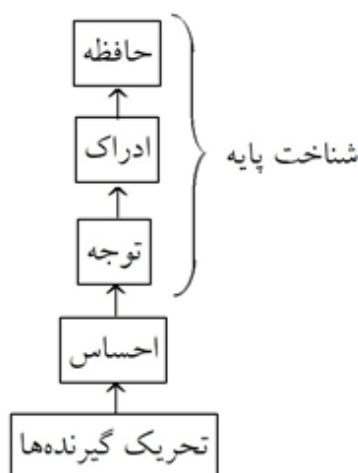 حافظه
ادراک
شناخت پایه
توجه
احساس
تحریک گیرنده‌ها